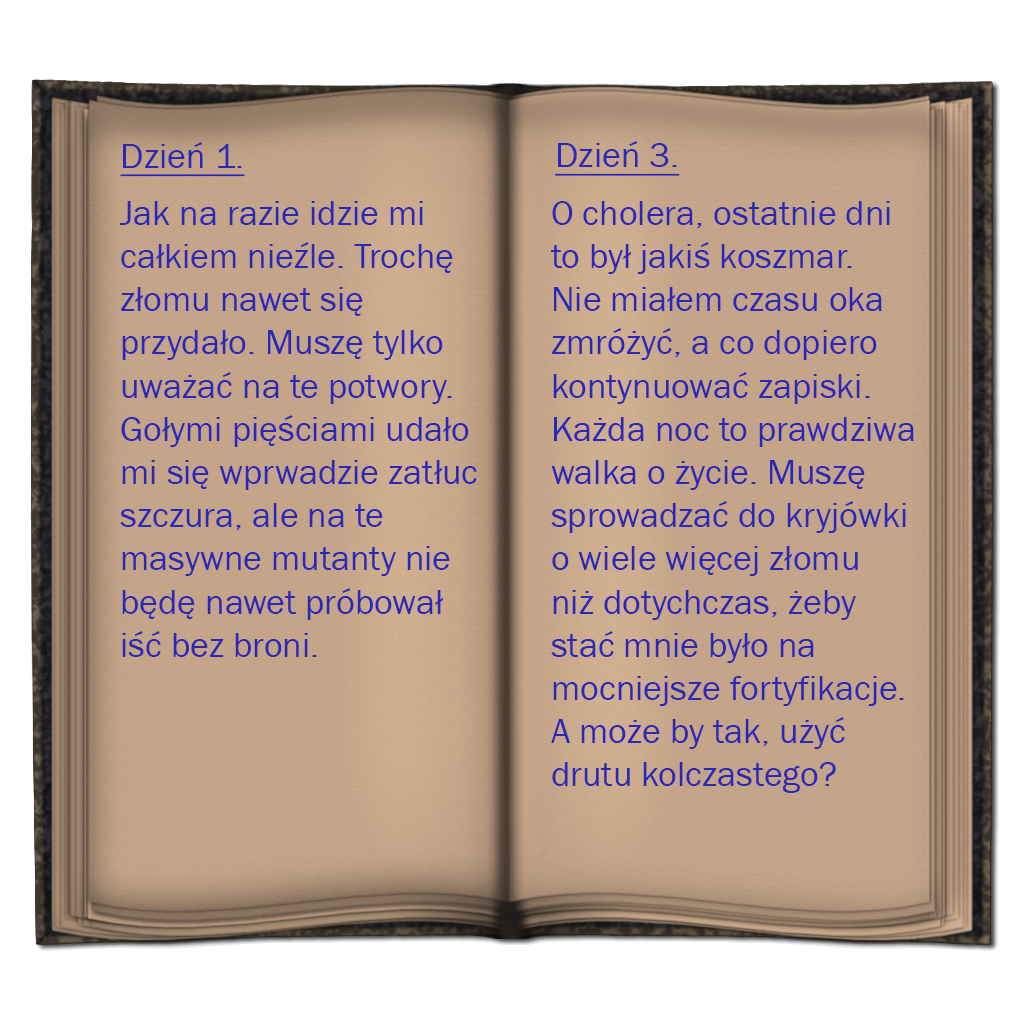 Dzień 1.
Jak na razie idzie mi
całkiem nieźle. Trochę
złomu nawet się
przydało. Muszę tylko
uważać na te potwory.
Gołymi pięściami udało
mi się wprwadzie zatłuc
szczura, ale na te
masywne mutanty nie
będę nawet próbował
iść bez broni.
Dzień 3.
O cholera, ostatnie dni
to był jakiś koszmar.
Nie miałem czasu oka
zmróżyć, a co dopiero
kontynuować zapiski.
Każda noc to prawdziwa
walka o życie. Muszę
sprowadzać do kryjówki
o wiele więcej złomu
niż dotychczas, żeby
stać mnie było na
mocniejsze fortyfikacje.
A może by tak, użyć
drutu kolczastego?